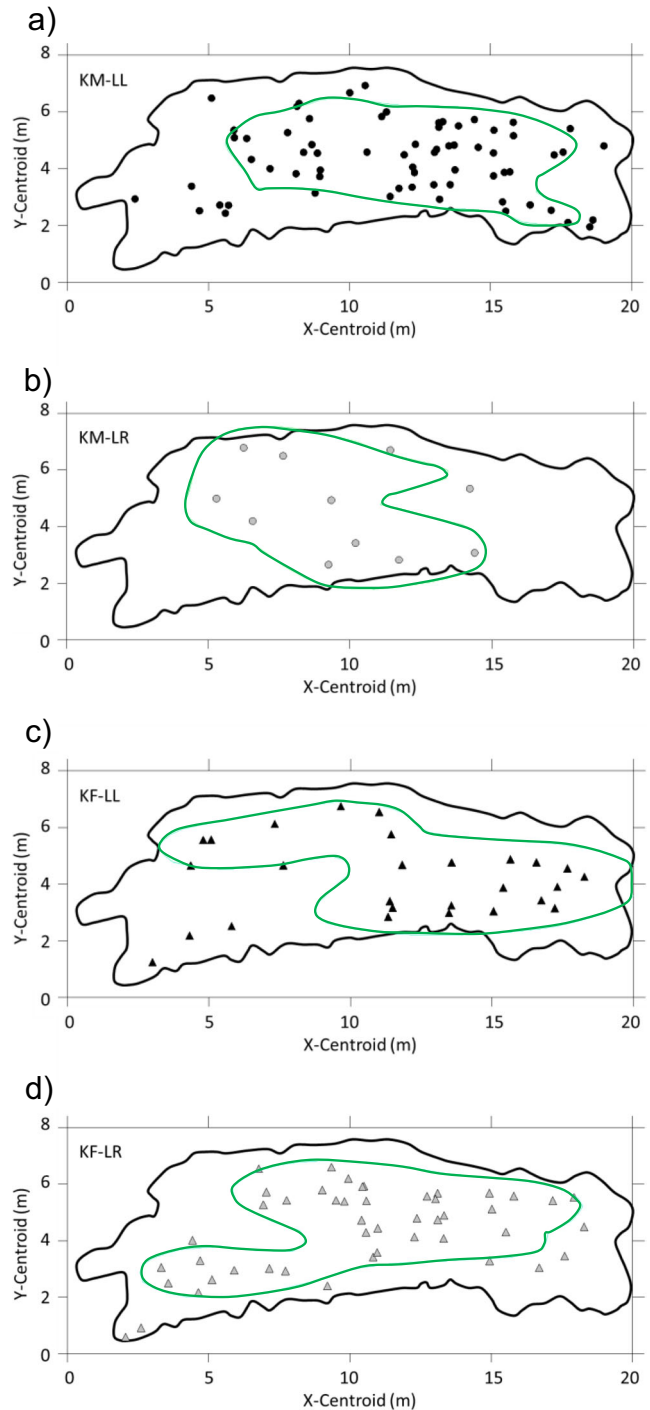 a)
8
KM-LL
6
4
2
0
Y-Centroid (m)
0 5 10 15 20
X-Centroid (m)
b)
8
KM-LR
6
4
2
0
Y-Centroid (m)
0 5 10 15 20
X-Centroid (m)
c)
8
KF-LL
6
4
2
0
Y-Centroid (m)
0 5 10 15 20
X-Centroid (m)
d)
8
KF-LR
6
4
2
0
Y-Centroid (m)
0 5 10 15 20
X-Centroid (m)